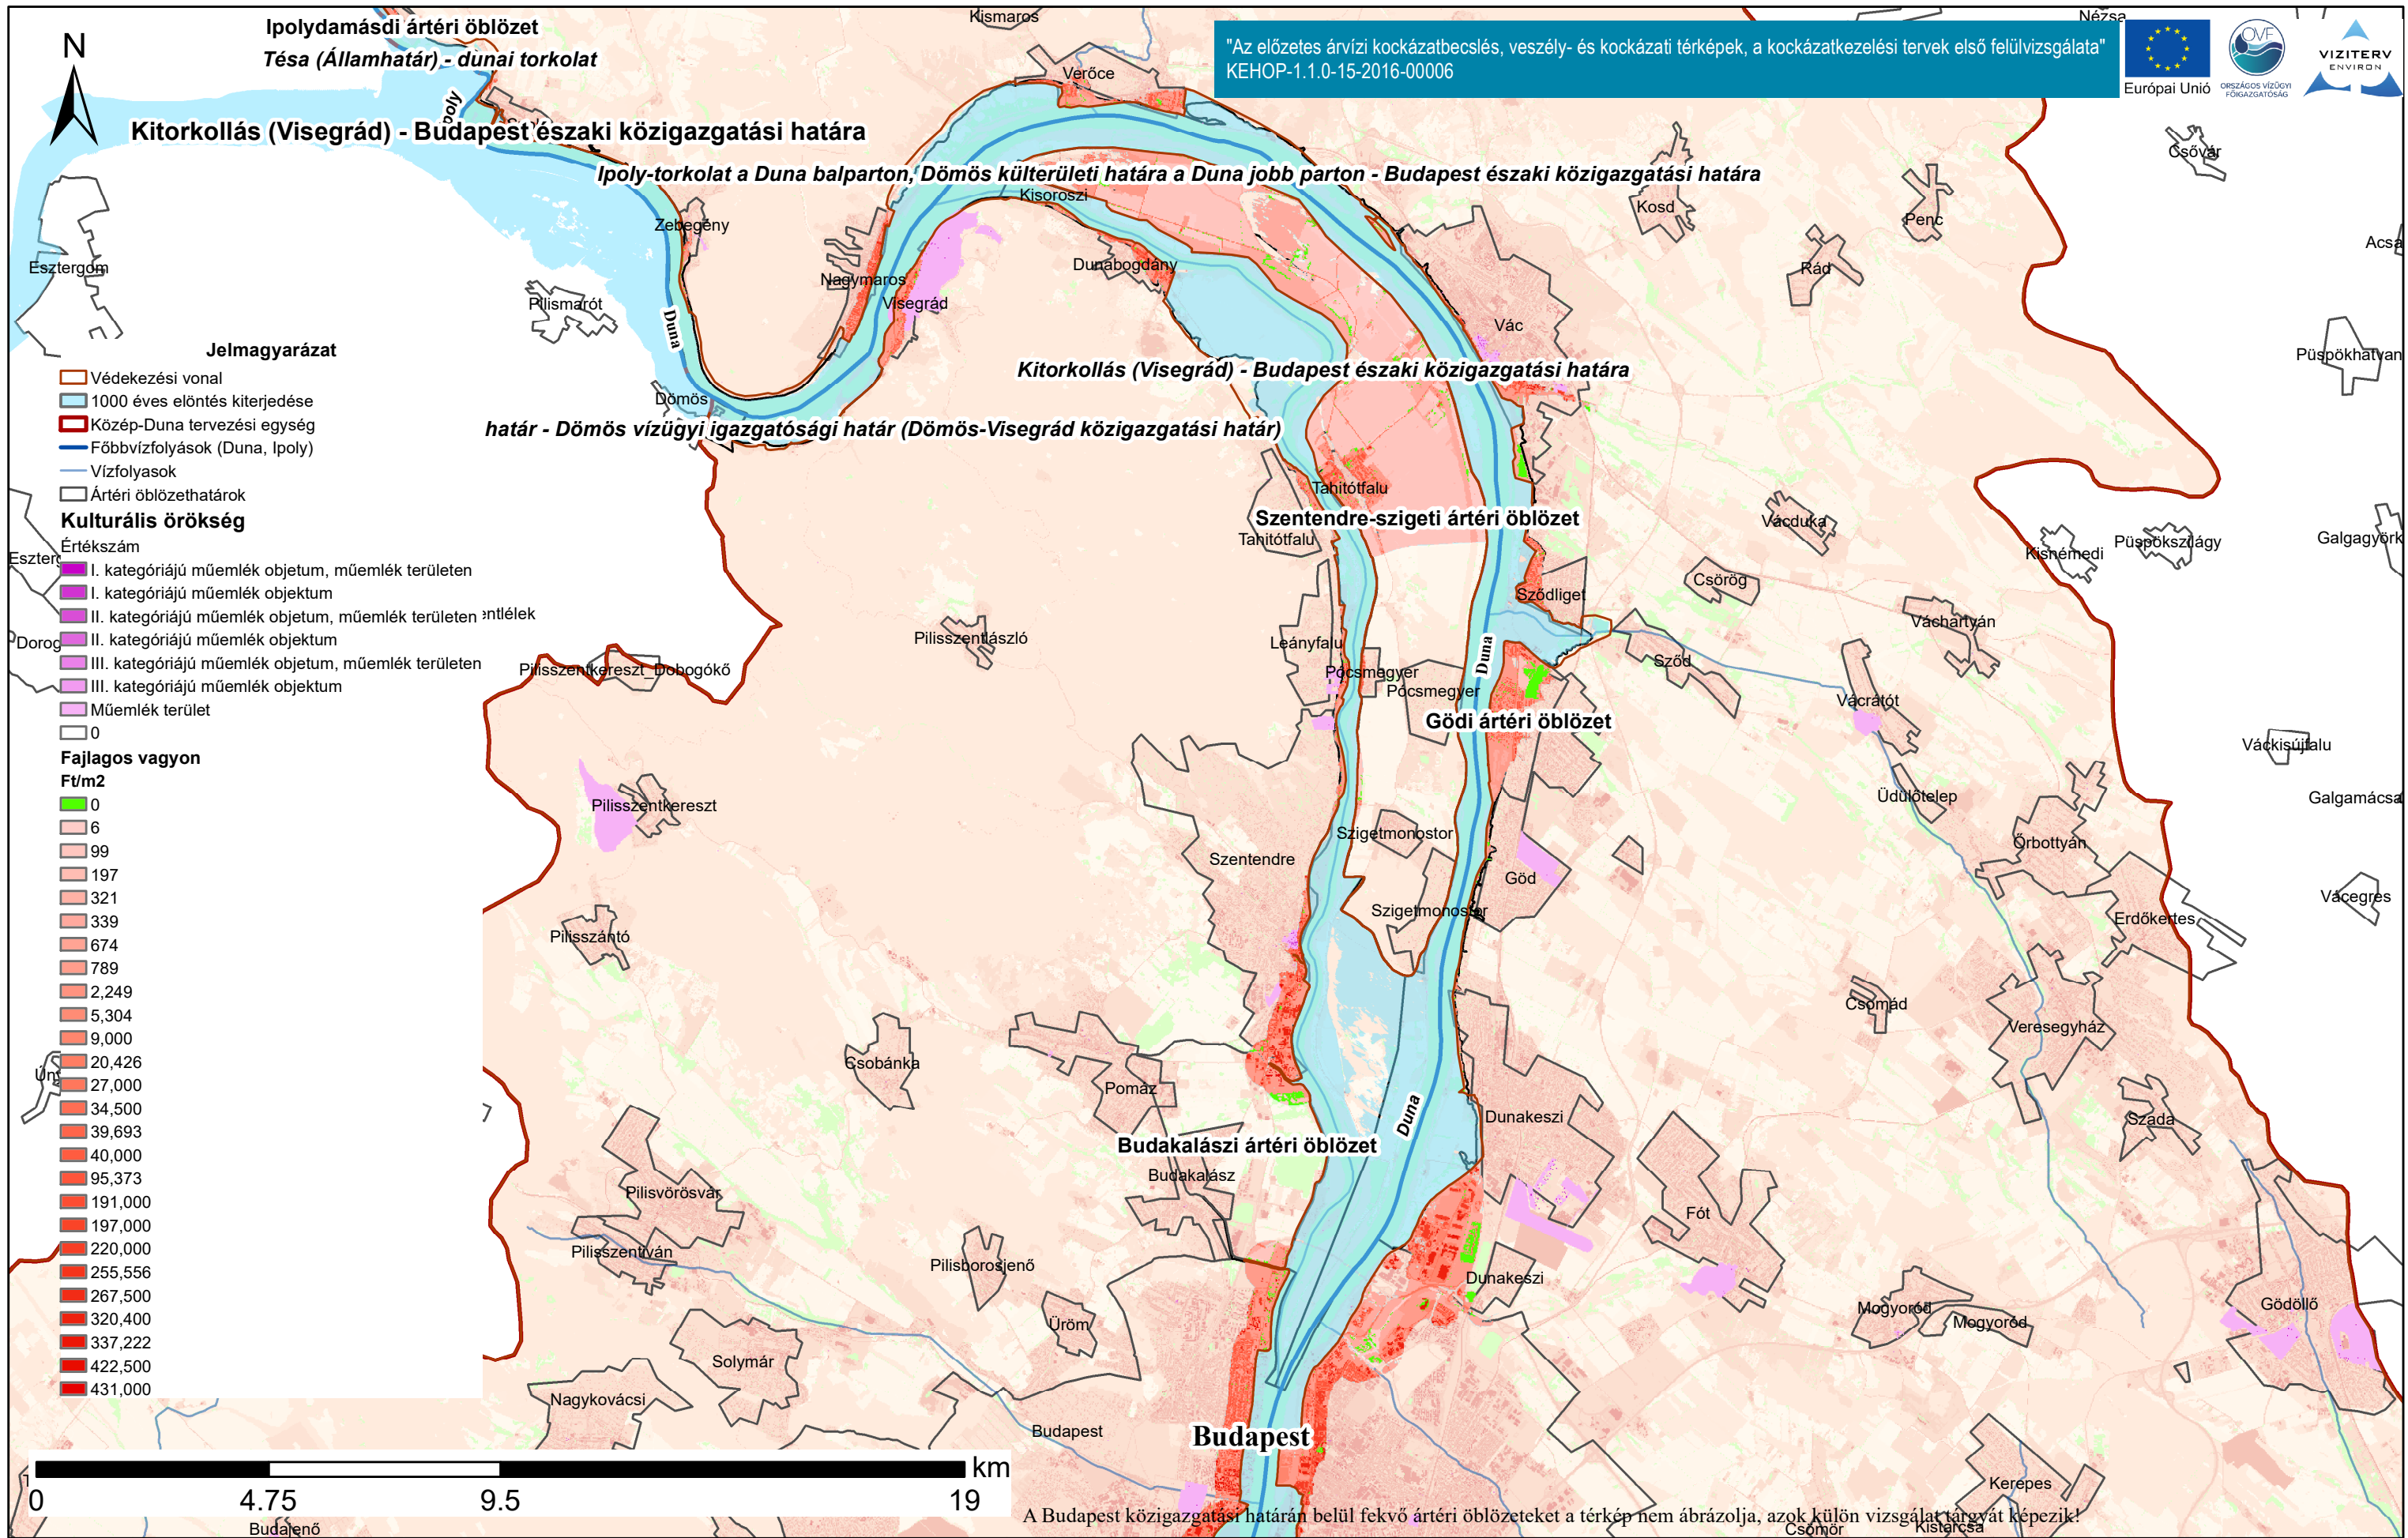 Ipolydamásdi ártéri öblözet
Tésa (Államhatár) - dunai torkolat
N
Kismaros
Nézsa
"Az előzetes árvízi kockázatbecslés, veszély- és kockázati térképek, a kockázatkezelési tervek első felülvizsgálata"
KEHOP-1.1.0-15-2016-00006
Európai Unió
OVF
ORSZÁGOS VÍZÜGYI
FŐIGAZGATÓSÁG
VIZITERV
ENVIRON
Verőce
Kitorkollás (Visegrád) - Budapest északi közigazgatási határa
Csővár
Ipoly-torkolat a Duna balparton, Dömös külterületi határa a Duna jobb parton - Budapest északi közigazgatási határa
Kisoroszi
Kosd
Penc
Zebegény
Acsa
Esztergom
Nagymaros
Dunabogdány
Rád
Pilismarót
Visegrád
Duna
Vác
Püspökhatvan
Kitorkollás (Visegrád) - Budapest északi közigazgatási határa
Dömös
határ - Dömös vízügyi igazgatósági határ (Dömös-Visegrád közigazgatási határ)
Jelmagyarázat
Védekezési vonal
1000 éves elöntés kiterjedése
Közép-Duna tervezési egység
Főbbvízfolyások (Duna, Ipoly)
Vízfolyasok
Ártéri öblözethatárok
Kulturális örökség
Értékszám
I. kategóriájú műemlék objetum, műemlék területen
I. kategóriájú műemlék objektum
II. kategóriájú műemlék objetum, műemlék területen
II. kategóriájú műemlék objektum
III. kategóriájú műemlék objetum, műemlék területen
III. kategóriájú műemlék objektum
Műemlék terület
0
Fajlagos vagyon
Ft/m2
0
6
99
197
321
339
674
789
2,249
5,304
9,000
20,426
27,000
34,500
39,693
40,000
95,373
191,000
197,000
220,000
255,556
267,500
320,400
337,222
422,500
431,000
Tahitótfalu
Szentendre-szigeti ártéri öblözet
Tahitótfalu
Vácduka
Kisnémedi
Püspökszilágy
Galgagyörk
Csörög
Sződliget
entlélek
Dorog
Pilisszentlászló
Leányfalu
Váchartyán
Pilisszentkereszt_Dobogókő
Pócsmegyer
Pócsmegyer
Duna
Sződ
Vácrátót
Gödi ártéri öblözet
Váckisújfalu
Pilisszentkereszt
Üdülőtelep
Galgamácsa
Szigetmonostor
Őrbottyán
Szentendre
Göd
Vácegres
Szigetmonostor
Erdőkertes
Pilisszántó
Csomád
Veresegyház
Csobánka
Pomáz
Duna
Dunakeszi
Szada
Budakalászi ártéri öblözet
Budakalász
Pilisvörösvár
Fót
Pilisszentiván
Pilisborosjenő
Dunakeszi
Gödöllő
Mogyoród
Mogyoród
Üröm
Solymár
Nagykovácsi
Budapest
Budapest
km
0
4.75
9.5
19
Kerepes
A Budapest közigazgatási határán belül fekvő ártéri öblözeteket a térkép nem ábrázolja, azok külön vizsgálat tárgyát képezik!
Budajenő
Csömör
Kistarcsa